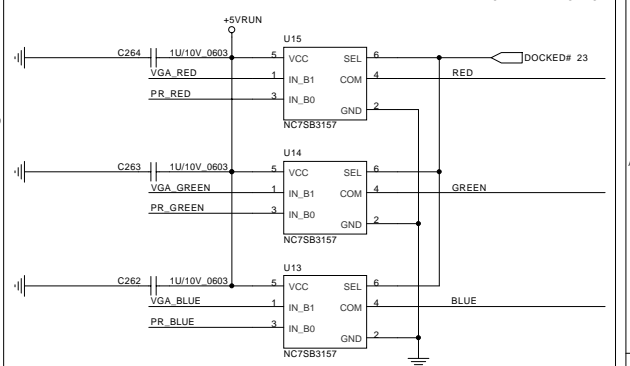 +5VRUN
U15
C264 1U/10V_0603 5 VCC SEL 6 DOCKED# 23
VGA_RED 1 IN_B1 COM 4 RED
PR_RED 3 IN_B0
GND 2
NC7SB3157
U14
C263 1U/10V_0603 5 VCC SEL 6
VGA_GREEN 1 IN_B1 COM 4 GREEN
PR_GREEN 3 IN_B0
GND 2
NC7SB3157
U13
C262 1U/10V_0603 5 VCC SEL 6
VGA_BLUE 1 IN_B1 COM 4 BLUE
PR_BLUE 3 IN_B0
GND 2
NC7SB3157